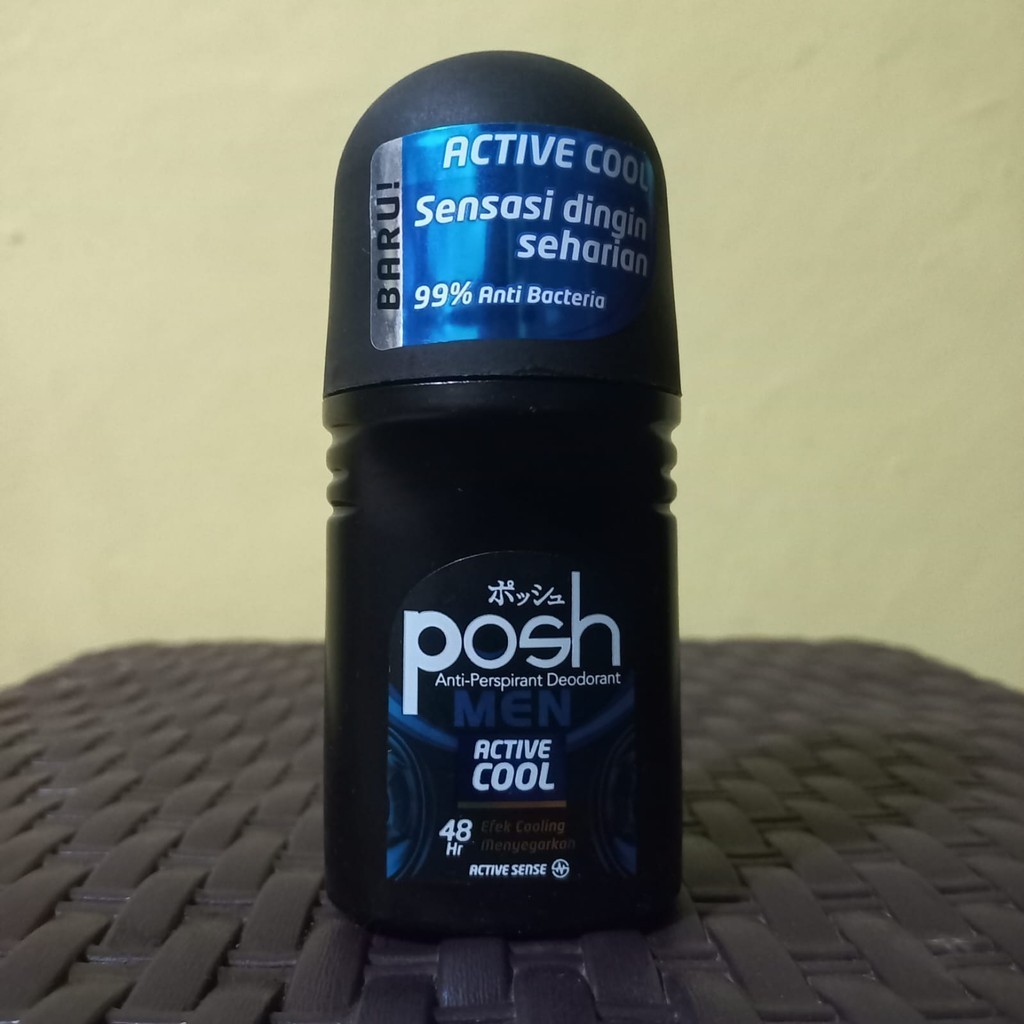 BARU!
ACTIVE COOL
Sensasi dingin
seharian
99% Anti Bacteria
ポッシュ
posh
Anti-Perspirant Deodorant
MEN
ACTIVE
COOL
48
Hr
Efek Cooling
Menyegarkan
ACTIVE SENSE